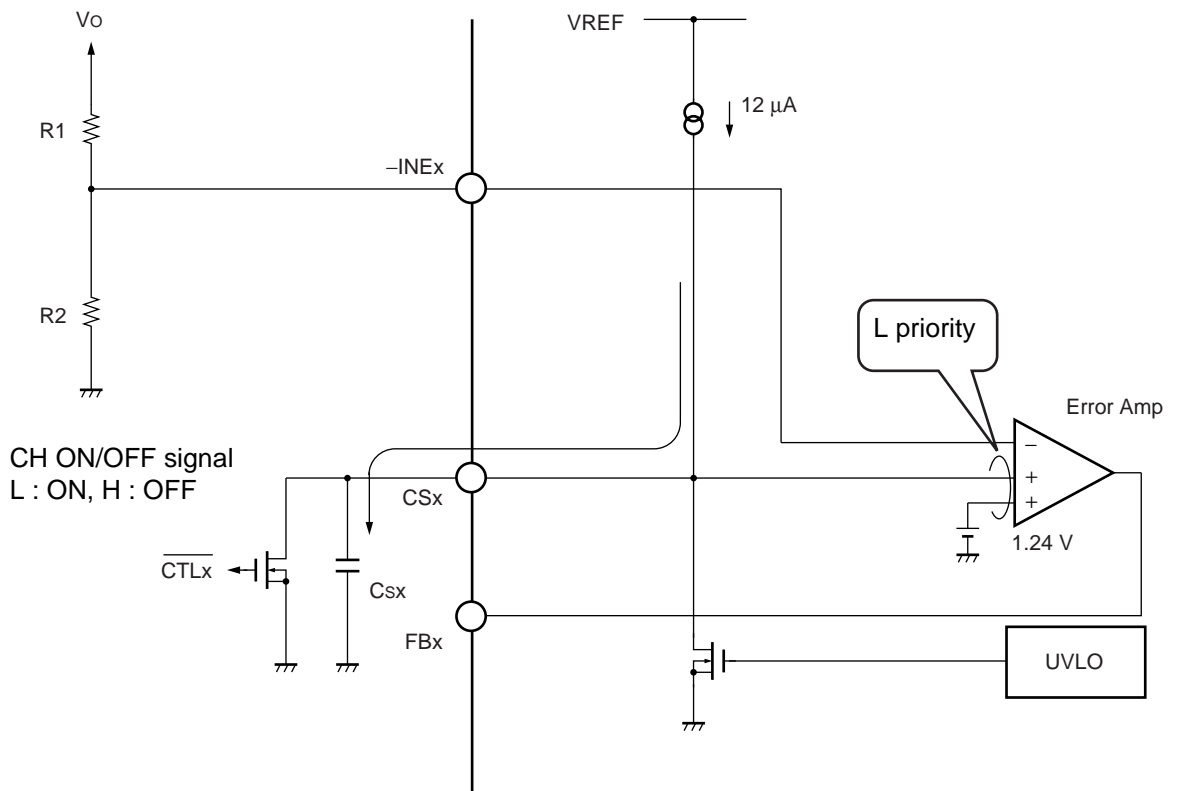 Vo
VREF
R1
12 μA
−INEx
R2
L priority
Error Amp
CH ON/OFF signal
L : ON, H : OFF
−
CSx
+
+
1.24 V
CTLx
Csx
FBx
UVLO